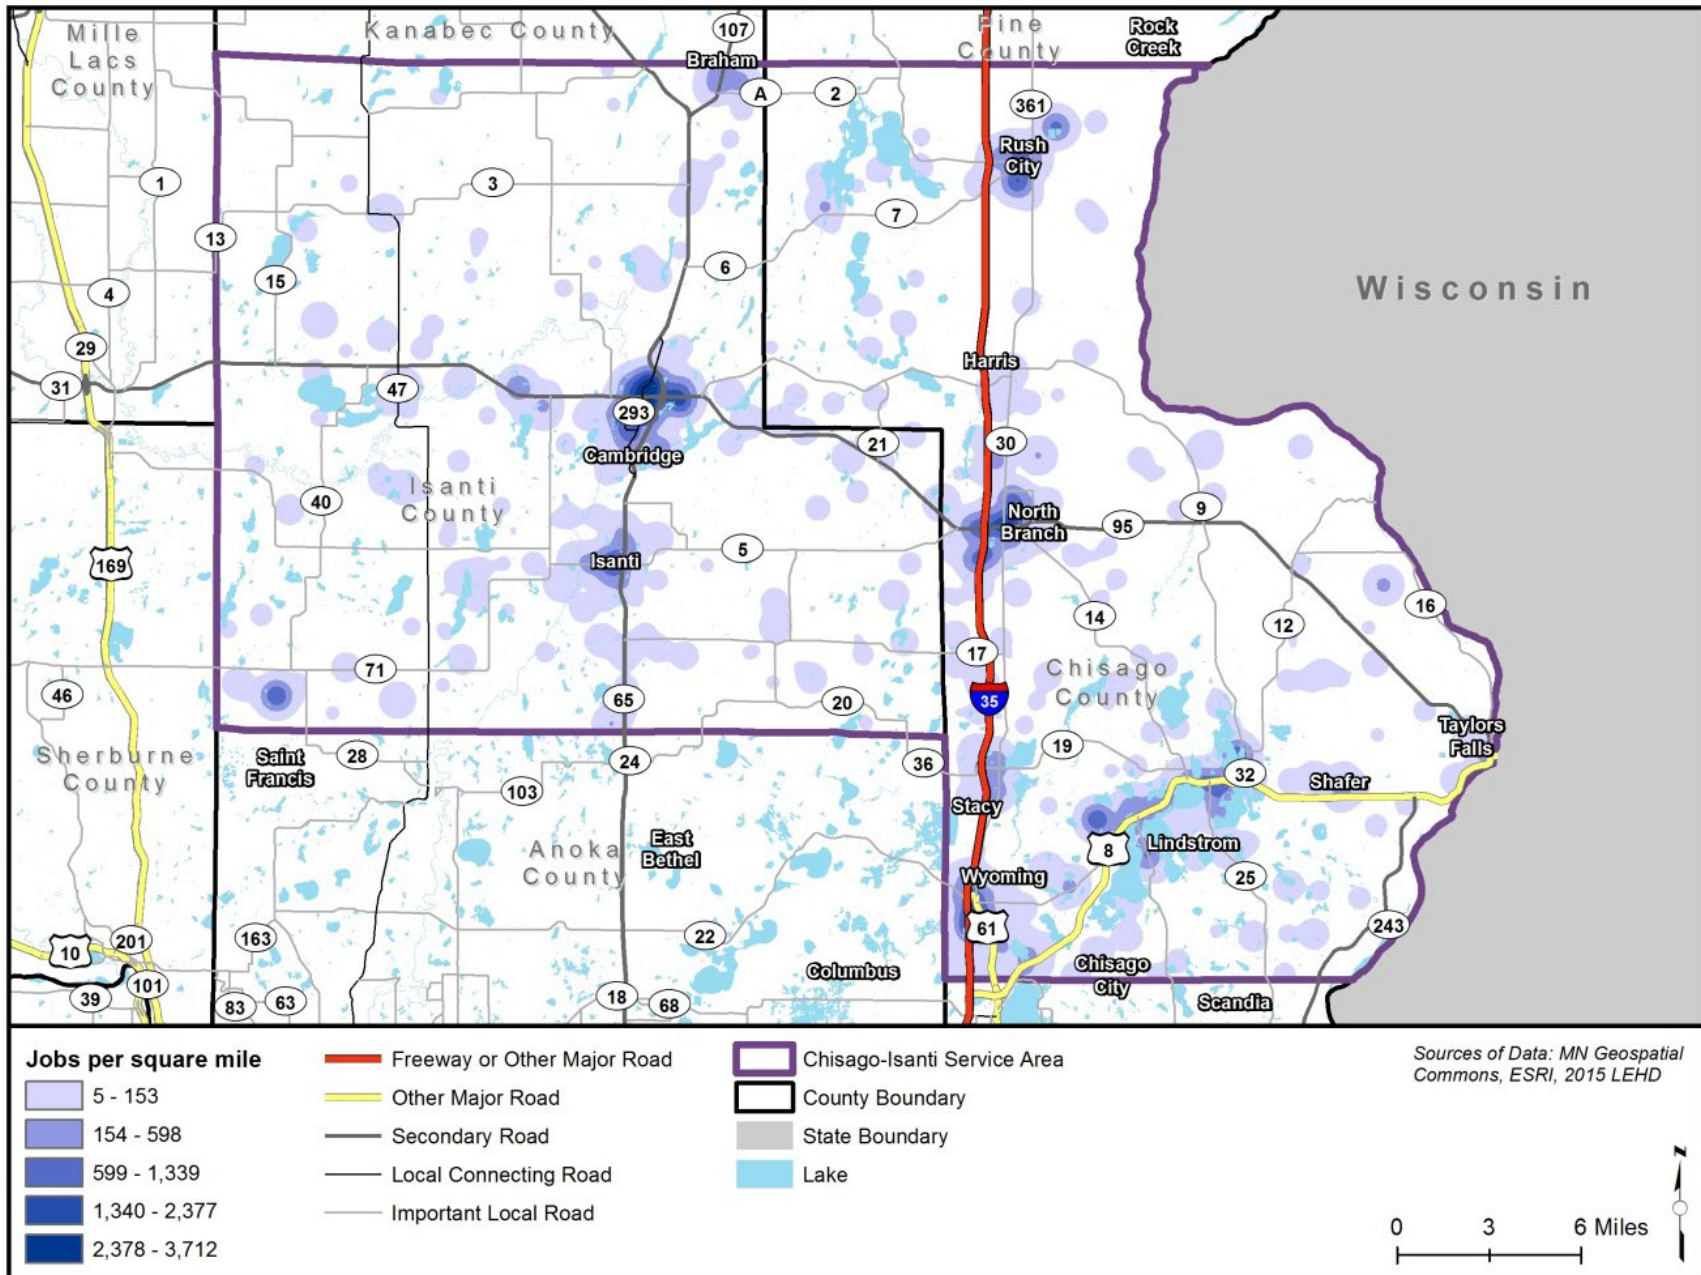 Mille
Lacs
County
Kanabec County
107
Braham
Pine
County
Rock
Creek
A
2
361
Rush
City
1
3
7
13
6
15
4
Wisconsin
29
31
47
Harris
293
Cambridge
21
30
40
Isanti
County
9
North
Branch
95
169
Isanti
5
16
14
12
17
Chisago
County
71
46
65
20
35
Taylors
Falls
Sherburne
County
Saint
Francis
28
24
36
19
32
Shafer
103
Stacy
East
Bethel
Anoka
County
8
Lindstrom
Wyoming
25
10
201
163
22
61
243
Columbus
Chisago
City
39
101
83
63
18
68
Scandia
Jobs per square mile
5 - 153
154 - 598
599 - 1,339
1,340 - 2,377
2,378 - 3,712
Freeway or Other Major Road
Other Major Road
Secondary Road
Local Connecting Road
Important Local Road
Chisago-Isanti Service Area
County Boundary
State Boundary
Lake
Sources of Data: MN Geospatial
Commons, ESRI, 2015 LEHD
N
0 3 6 Miles